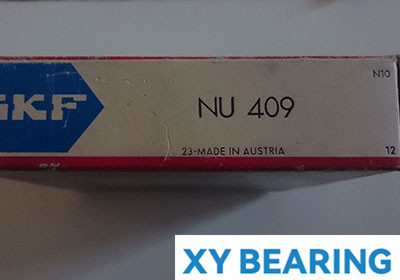 N10
SKF
NU 409
23-MADE IN AUSTRIA
12
XY BEARING